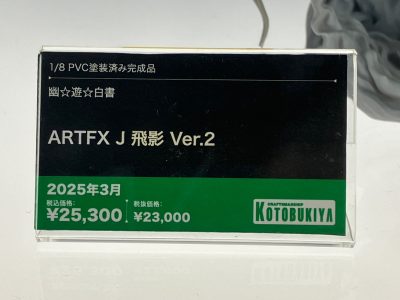 1/8 PVC塗装済み完成品
幽☆遊☆白書
ARTFX J 飛影 Ver.2
2025年3月
税込価格:
¥25,300
税抜価格:
¥23,000
CRAFTSMANSHIP
KOTOBUKIYA